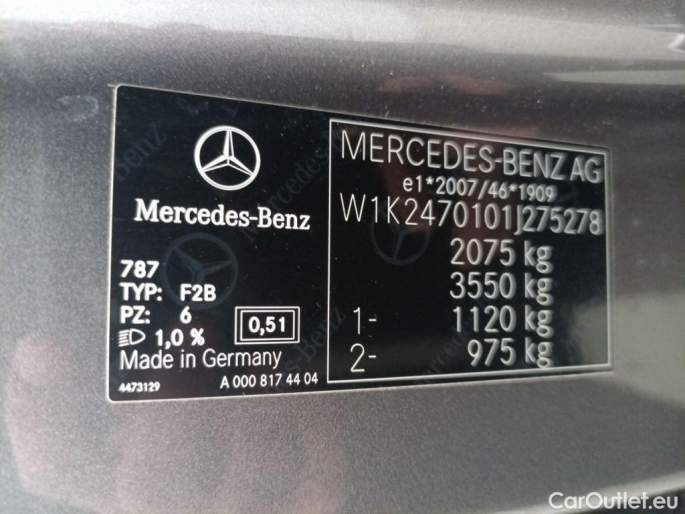 Mercedes-Benz
787
TYP: F2B
PZ: 6
1,0 %
0,51
Made in Germany
4473129
A 000 817 44 04
MERCEDES-BENZ AG
e1*2007/46*1909
W1K2470101J275278
2075 kg
3550 kg
1- 1120 kg
2- 975 kg
CarOutlet.eu